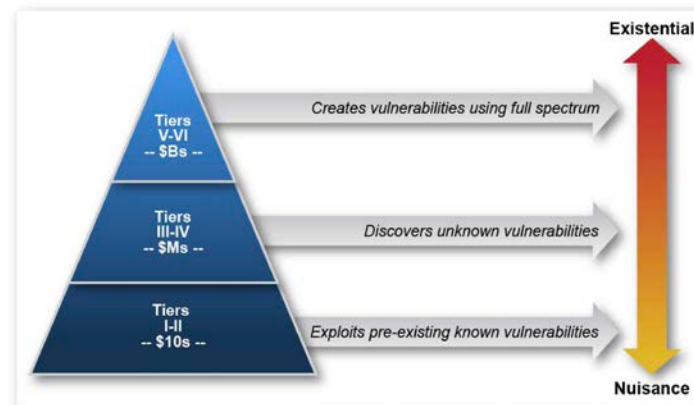 Existential
Creates vulnerabilities using full spectrum
Tiers
V-VI
-- $Bs --
Discovers unknown vulnerabilities
Tiers
III-IV
-- $Ms --
Exploits pre-existing known vulnerabilities
Tiers
I-II
-- $10s --
Nuisance